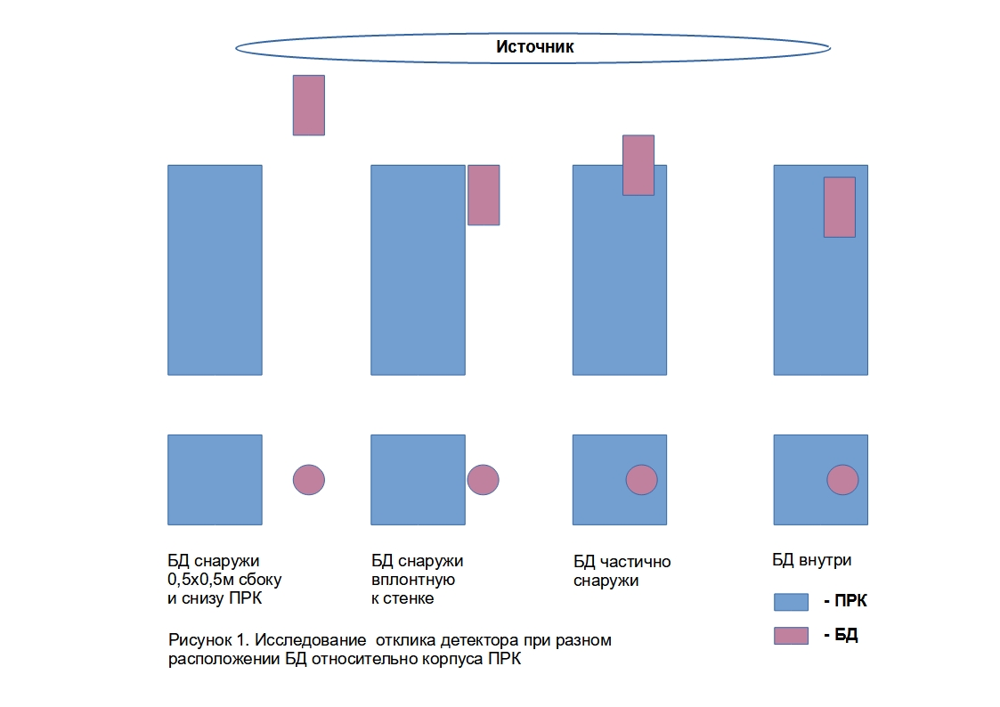 Источник
БД снаружи
0,5х0,5м сбоку
и снизу ПРК
БД снаружи
вплонтную
к стенке
БД частично
снаружи
БД внутри
- ПРК
- БД
Рисунок 1. Исследование отклика детектора при разном
расположении БД относительно корпуса ПРК